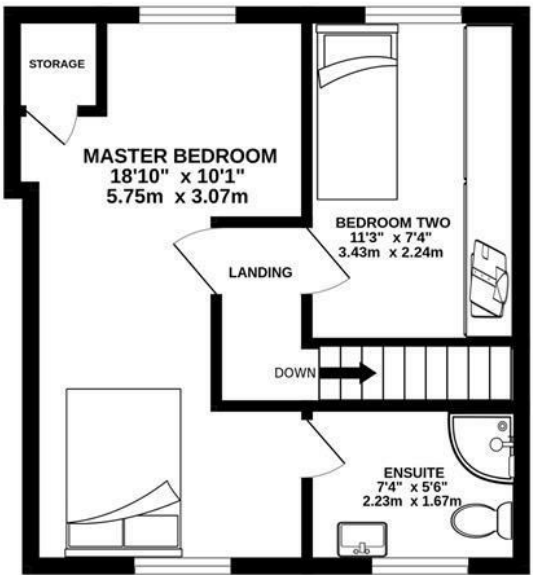 STORAGE
MASTER BEDROOM
18'10" x 10'1"
5.75m x 3.07m
BEDROOM TWO
11'3" x 7'4"
3.43m x 2.24m
LANDING
DOWN
ENSUITE
7'4" x 5'6"
2.23m x 1.67m